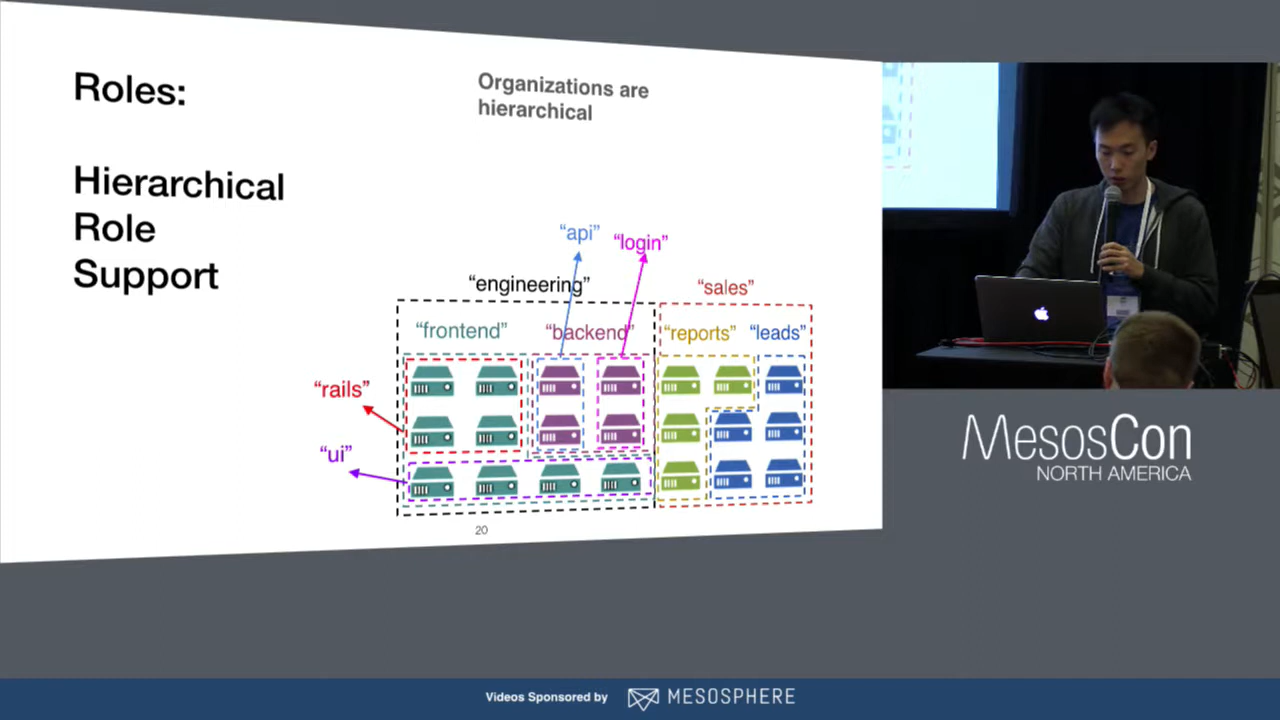 Roles:
Hierarchical
Role
Support
Organizations are
hierarchical
“api”
“login”
“engineering”
“sales”
“frontend”
“backend”
“reports”
“leads”
“rails”
“ui”
20
MesosCon
NORTH AMERICA
Videos Sponsored by
MESOSPHERE